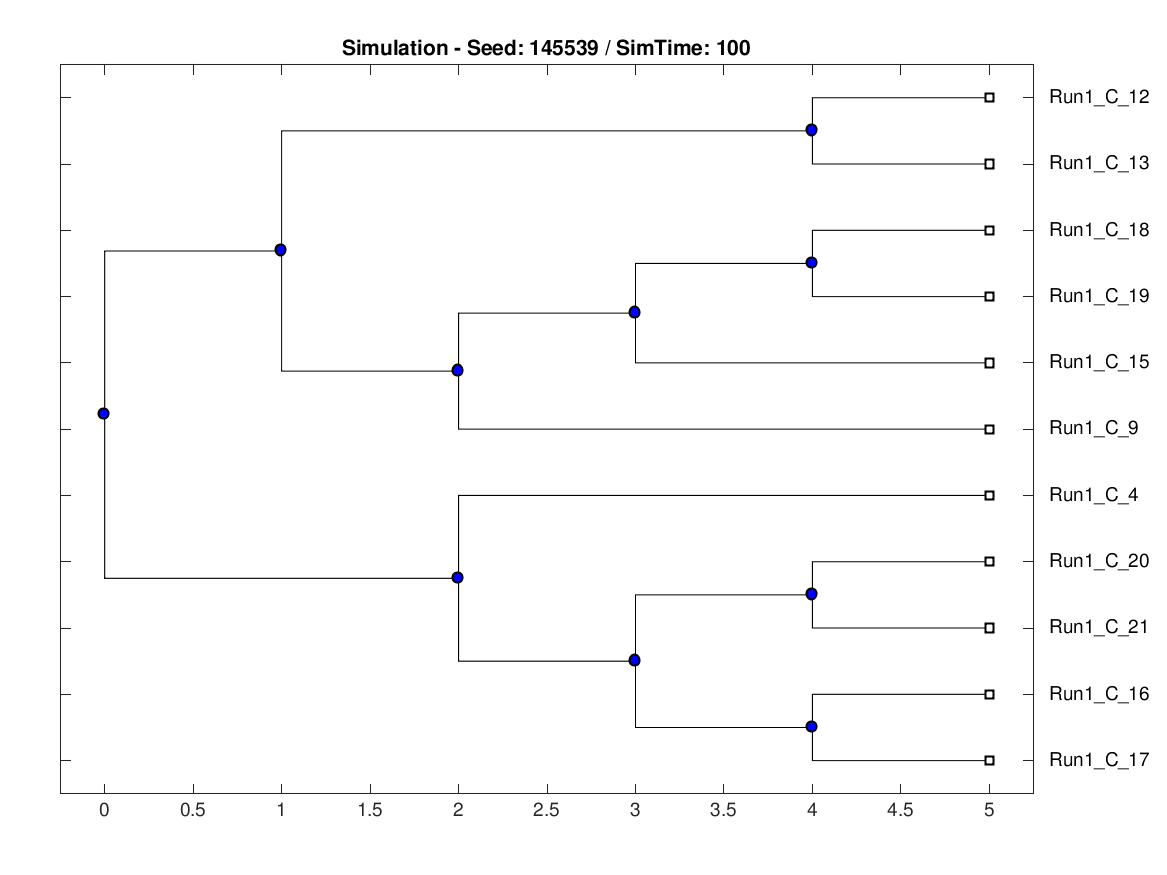 Simulation - Seed: 145539 / SimTime: 100
Run1_C_12
Run1_C_13
Run1_C_18
Run1_C_19
Run1_C_15
Run1_C_9
Run1_C_4
Run1_C_20
Run1_C_21
Run1_C_16
Run1_C_17
0 0.5 1 1.5 2 2.5 3 3.5 4 4.5 5